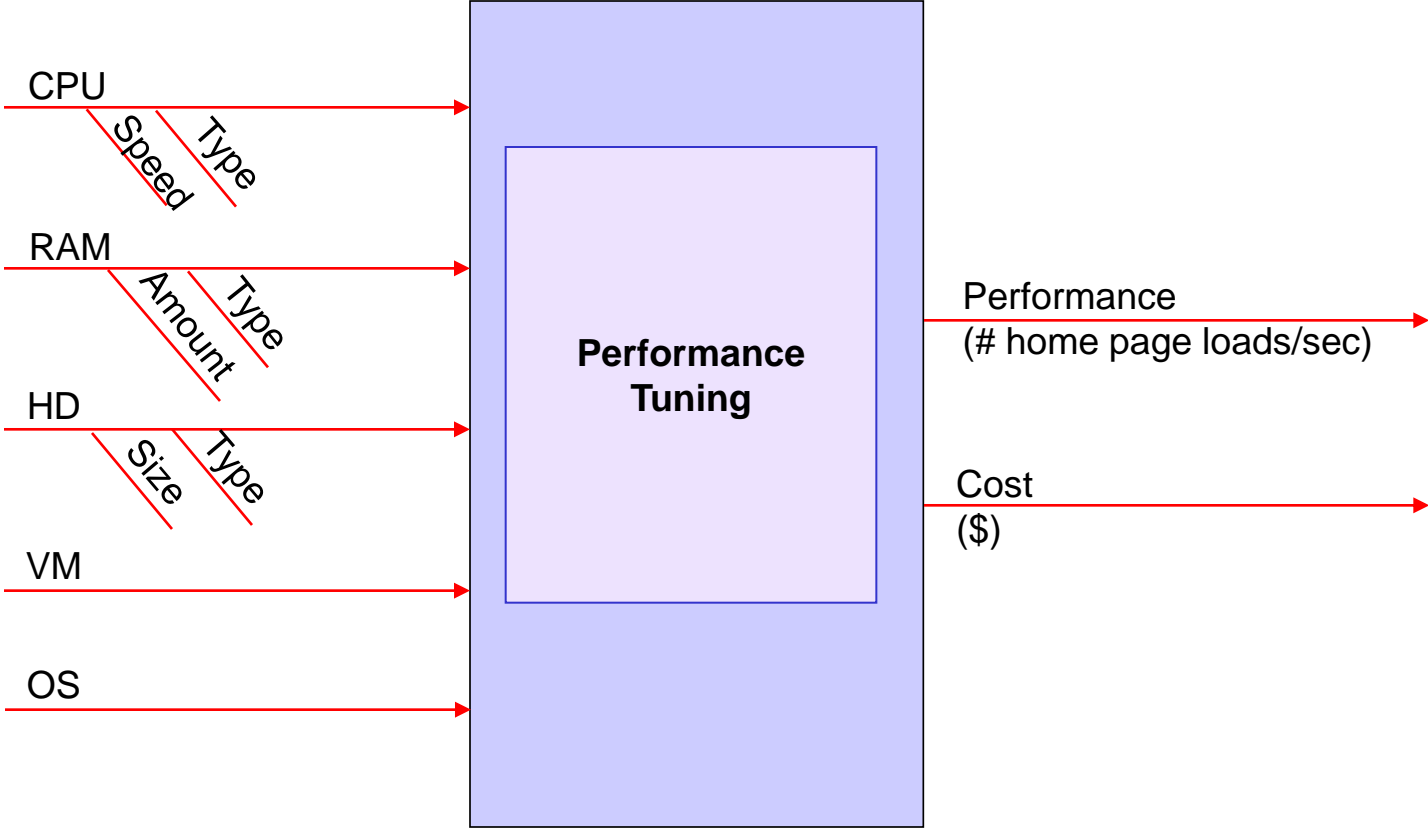 CPU
Speed
Type
RAM
Amount
Type
HD
Size
Type
VM
OS
Performance
Tuning
Performance
(# home page loads/sec)
Cost
($)